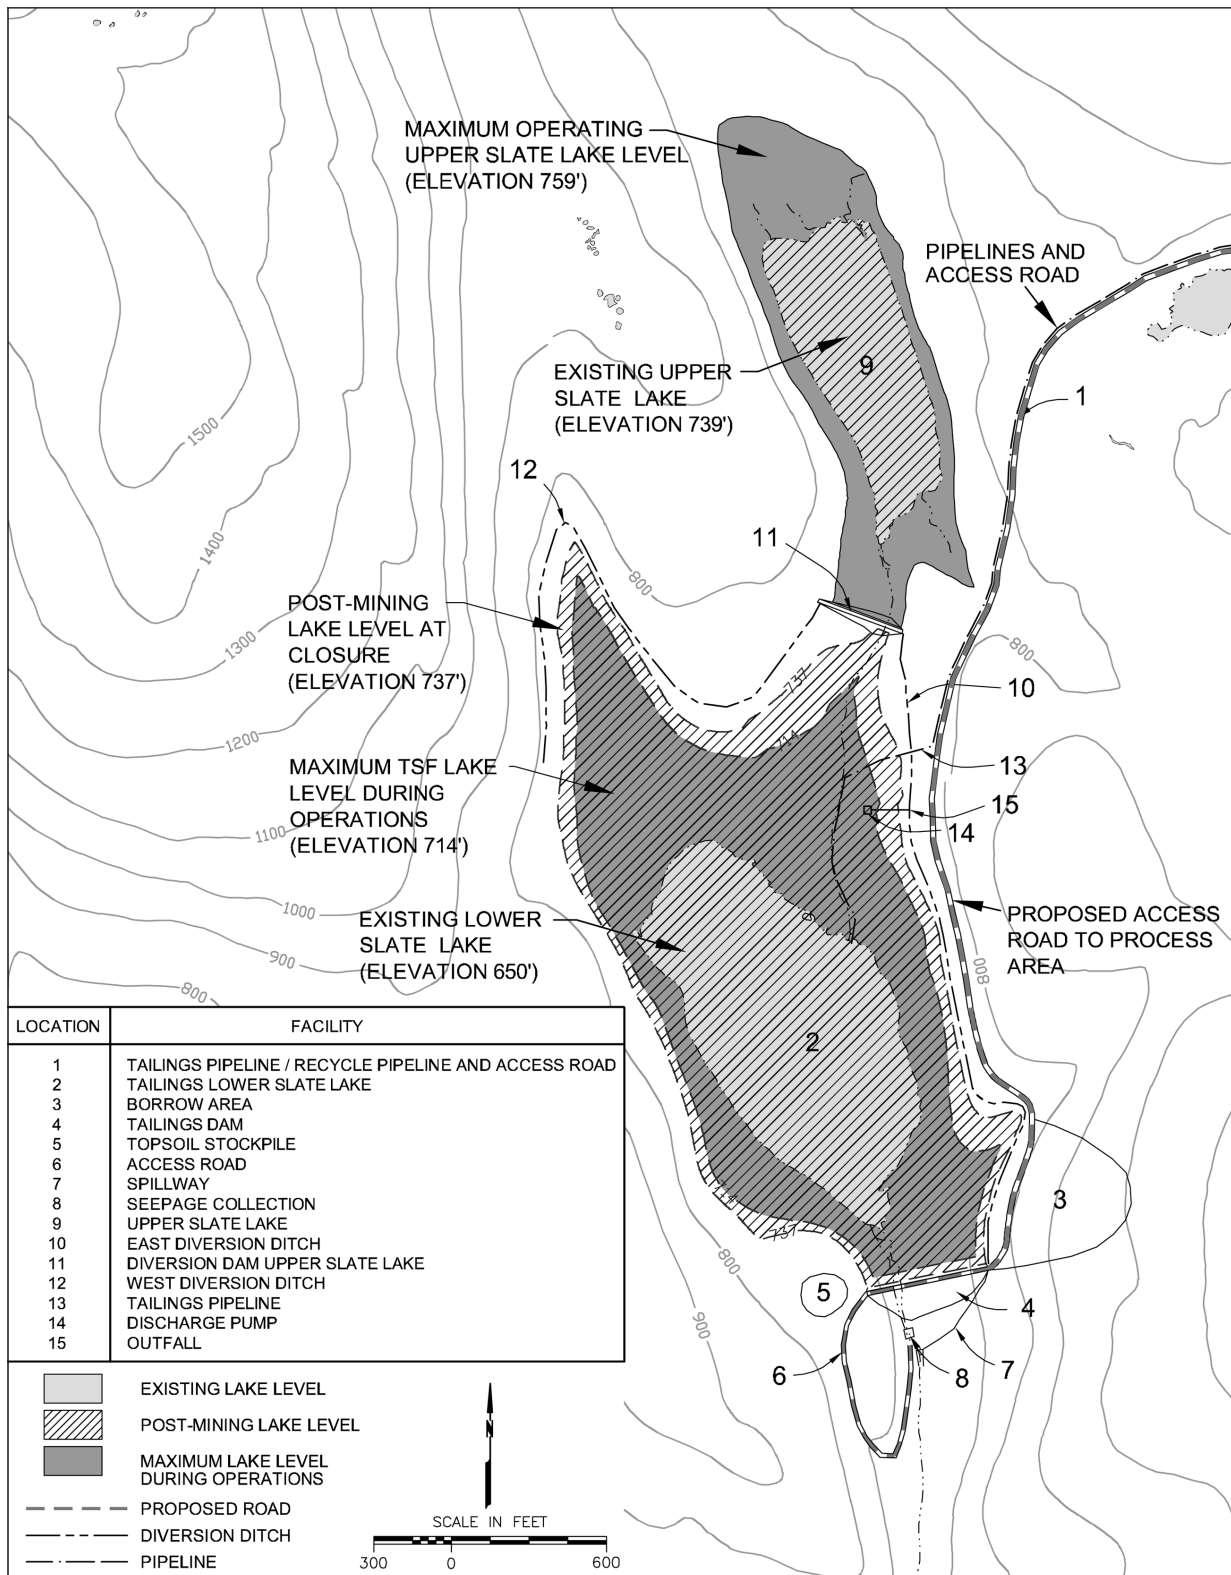 MAXIMUM OPERATING
UPPER SLATE LAKE LEVEL
(ELEVATION 759')
PIPELINES AND
ACCESS ROAD
EXISTING UPPER
SLATE LAKE
(ELEVATION 739')
9
1
1500
12
11
1400
800
POST-MINING
LAKE LEVEL AT
CLOSURE
(ELEVATION 737')
1300
800
737
10
1200
714
MAXIMUM TSF LAKE
LEVEL DURING
OPERATIONS
(ELEVATION 714')
13
15
14
1100
1000
EXISTING LOWER
SLATE LAKE
(ELEVATION 650')
PROPOSED ACCESS
ROAD TO PROCESS
AREA
900
800
800
2
LOCATION FACILITY
1 TAILINGS PIPELINE / RECYCLE PIPELINE AND ACCESS ROAD
2 TAILINGS LOWER SLATE LAKE
3 BORROW AREA
4 TAILINGS DAM
5 TOPSOIL STOCKPILE
6 ACCESS ROAD
7 SPILLWAY
8 SEEPAGE COLLECTION
9 UPPER SLATE LAKE
10 EAST DIVERSION DITCH
11 DIVERSION DAM UPPER SLATE LAKE
12 WEST DIVERSION DITCH
13 TAILINGS PIPELINE
14 DISCHARGE PUMP
15 OUTFALL
714
737
3
800
5
4
900
6
8
7
EXISTING LAKE LEVEL
POST-MINING LAKE LEVEL
MAXIMUM LAKE LEVEL
DURING OPERATIONS
PROPOSED ROAD
DIVERSION DITCH
PIPELINE
N
SCALE IN FEET
300 0 600